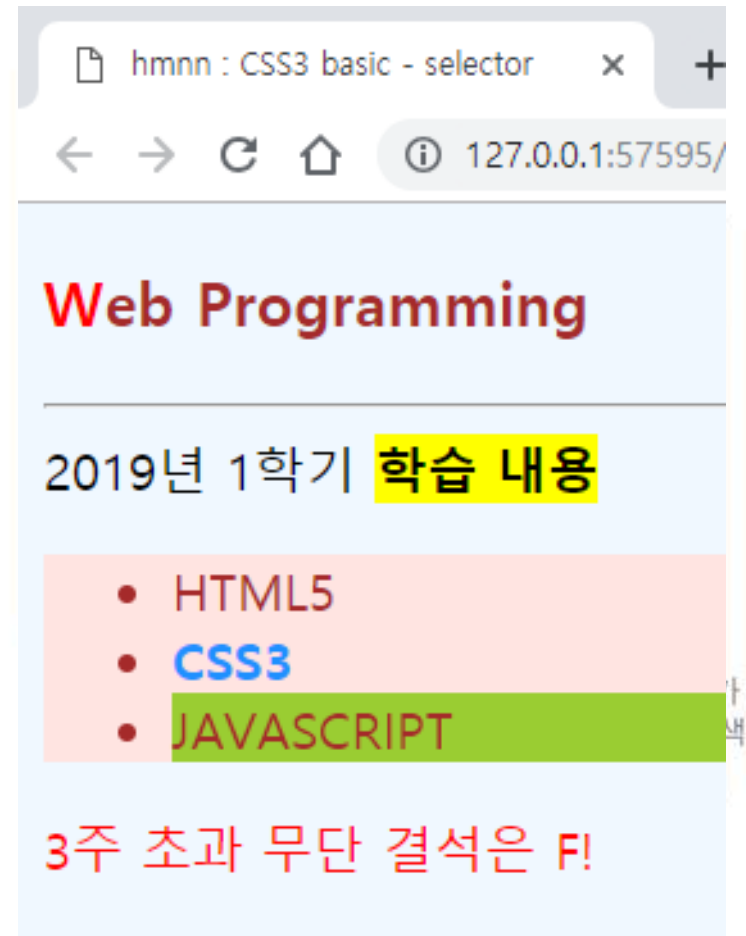 hmnn : CSS3 basic - selector
127.0.0.1:57595/
Web Programming
2019년 1학기 학습 내용
HTML5
CSS3
JAVASCRIPT
3주 초과 무단 결석은 F!